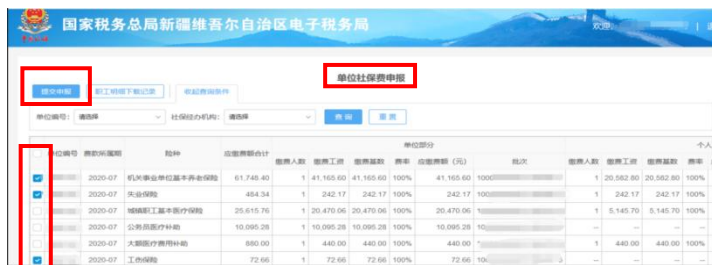 国家税务总局新疆维吾尔自治区电子税务局 欢迎
单位社保费申报
提交申报 职工明细下载记录 收起查询条件
单位编号: 请选择 社保经办机构: 请选择 查询 重置
单位编号 费款所属期 险种 应缴费额合计 单位部分 个人
缴费人数 缴费工资 缴费基数 费率 应缴费额（元） 批次 缴费人数 缴费工资 缴费基数 费率
2020-07 机关事业单位基本养老保险 61,748.40 1 41,165.60 41,165.60 100% 41,165.60 1 20,582.80 20,582.80 100%
2020-07 失业保险 484.34 1 242.17 242.17 100% 242.17 1 242.17 242.17 100%
2020-07 城镇职工基本医疗保险 25,615.76 1 20,470.06 20,470.06 100% 20,470.06 1 5,145.70 5,145.70 100%
2020-07 公务员医疗补助 10,095.28 1 10,095.28 10,095.28 100% 10,095.28 -- -- --
2020-07 大额医疗费用补助 880.00 1 440.00 440.00 100% 440.00 1 440.00 440.00 100%
2020-07 工伤保险 72.66 1 72.66 72.66 100% 72.66 -- -- --